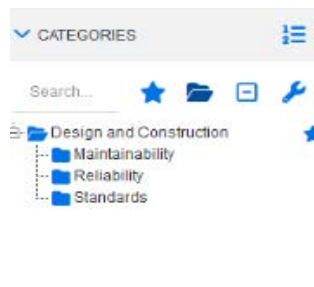 CATEGORIES
Search...
Design and Construction
Maintainability
Reliability
Standards